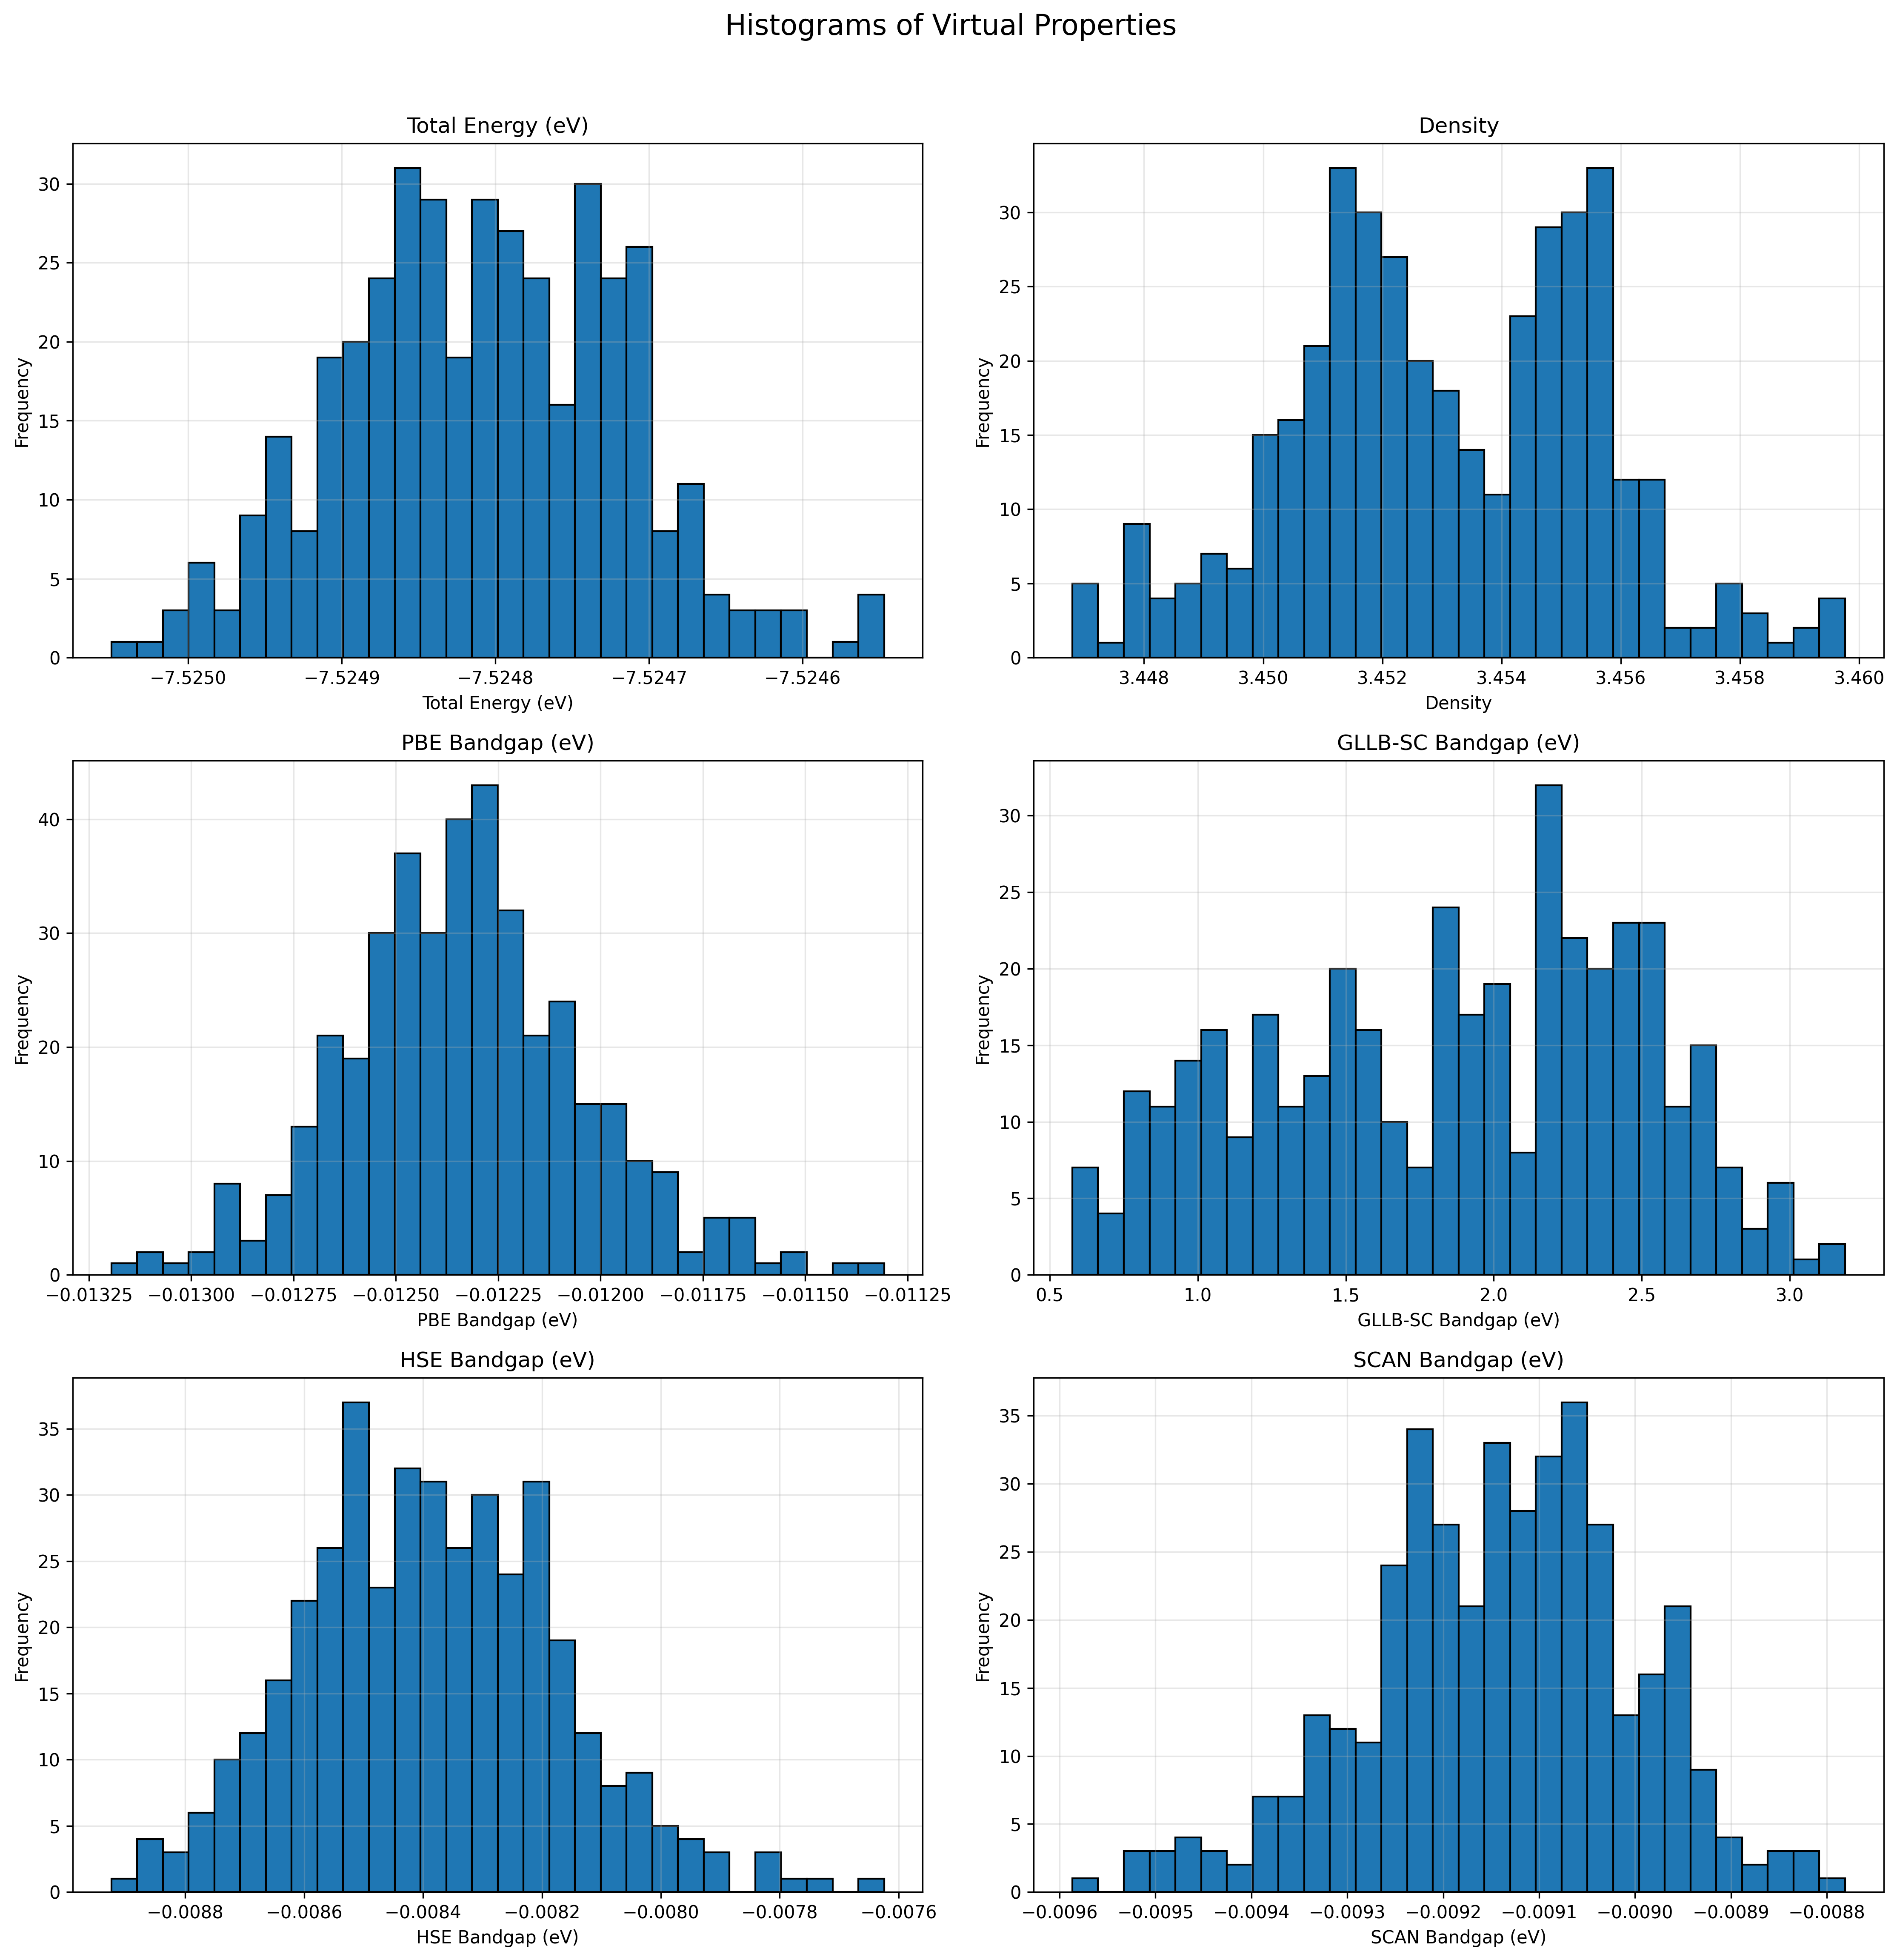 Histograms of Virtual Properties
Total Energy (eV)
Frequency
30
25
20
15
10
5
0
−7.5250 −7.5249 −7.5248 −7.5247 −7.5246
Total Energy (eV)
Density
Frequency
30
25
20
15
10
5
0
3.448 3.450 3.452 3.454 3.456 3.458 3.460
Density
PBE Bandgap (eV)
Frequency
40
30
20
10
0
−0.01325 −0.01300 −0.01275 −0.01250 −0.01225 −0.01200 −0.01175 −0.01150 −0.01125
PBE Bandgap (eV)
GLLB-SC Bandgap (eV)
Frequency
30
25
20
15
10
5
0
0.5 1.0 1.5 2.0 2.5 3.0
GLLB-SC Bandgap (eV)
HSE Bandgap (eV)
Frequency
35
30
25
20
15
10
5
0
−0.0088 −0.0086 −0.0084 −0.0082 −0.0080 −0.0078 −0.0076
HSE Bandgap (eV)
SCAN Bandgap (eV)
Frequency
35
30
25
20
15
10
5
0
−0.0096 −0.0095 −0.0094 −0.0093 −0.0092 −0.0091 −0.0090 −0.0089 −0.0088
SCAN Bandgap (eV)